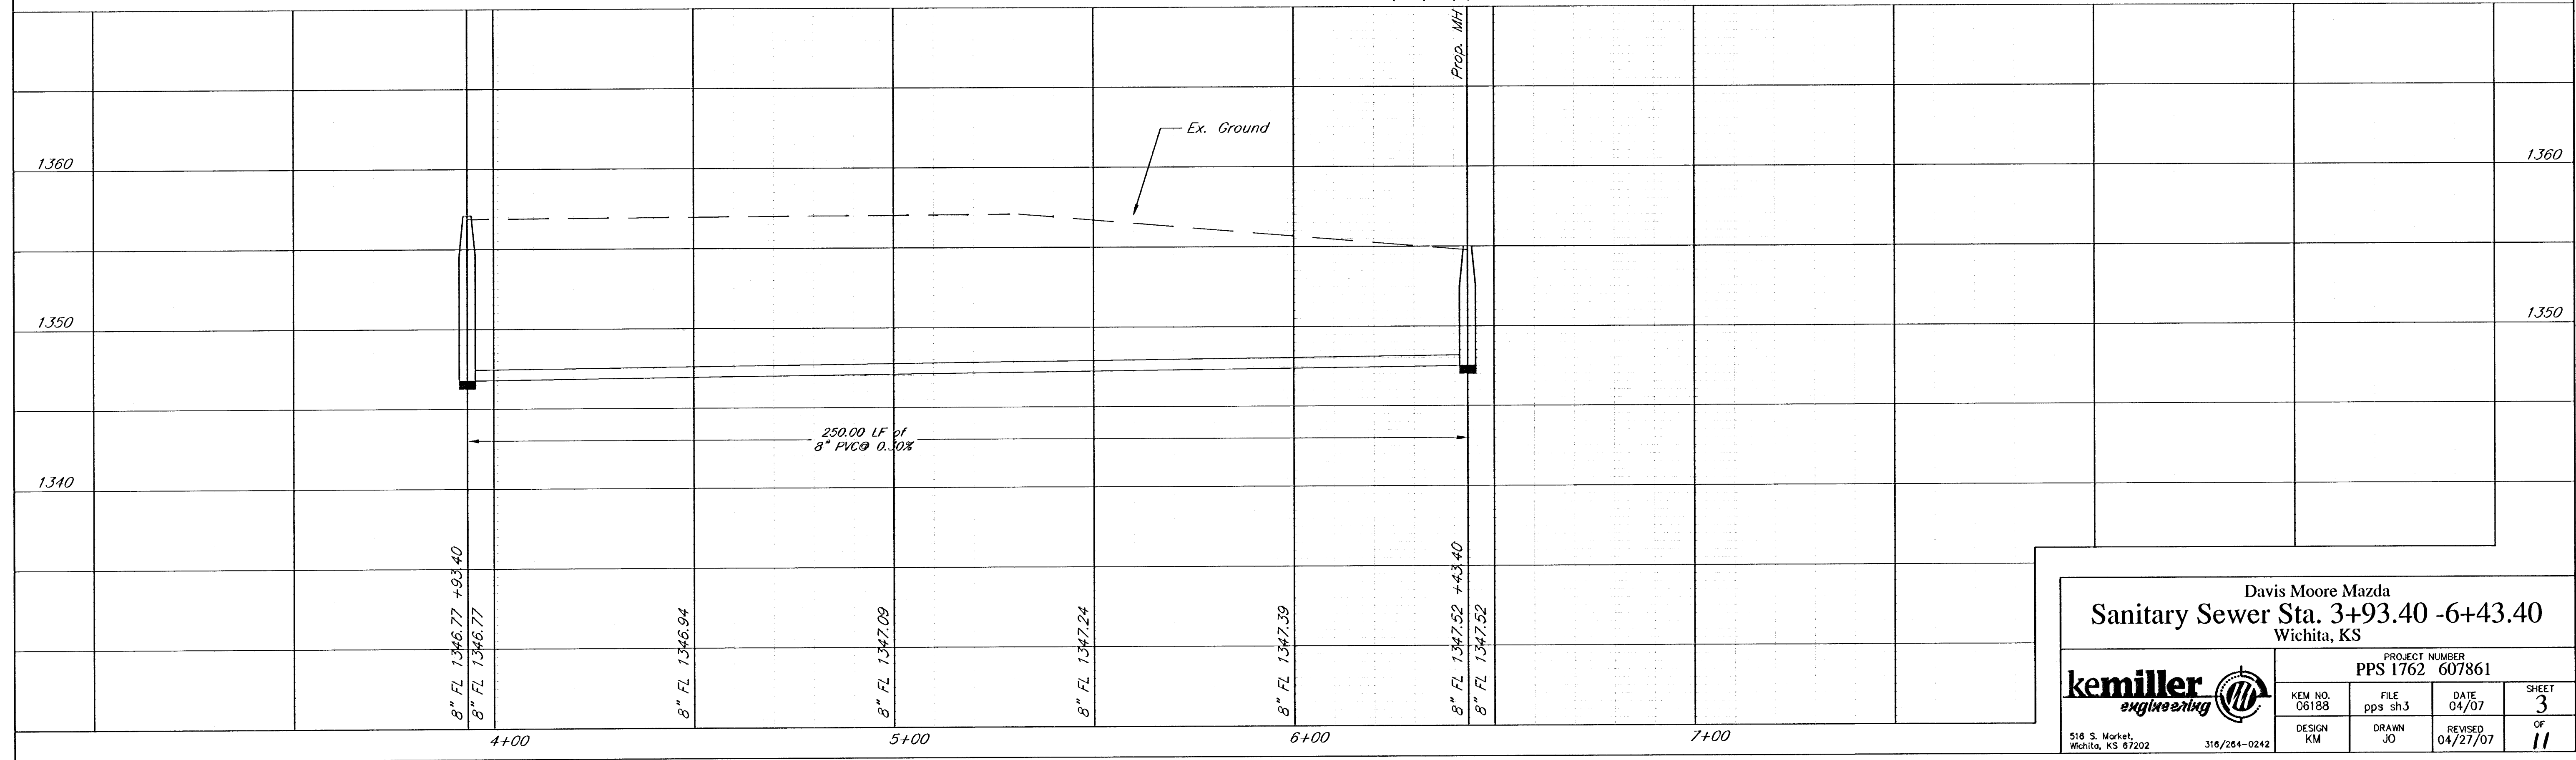 Prop. MH
Ex. Ground
1360
1360
1350
1350
250.00 LF of
8" PVC@ 0.30%
1340
8" FL 1346.77 +93.40
8" FL 1346.77
8" FL 1346.94
8" FL 1347.09
8" FL 1347.24
8" FL 1347.39
8" FL 1347.52 +43.40
8" FL 1347.52
4+00
5+00
6+00
7+00
Davis Moore Mazda
Sanitary Sewer Sta. 3+93.40 -6+43.40
Wichita, KS
kemiller
engineering
516 S. Market,
Wichita, KS 67202
316/264-0242
PROJECT NUMBER
PPS 1762 607861
KEM NO.
06188
FILE
pps sh3
DATE
04/07
SHEET
3
DESIGN
KM
DRAWN
JO
REVISED
04/27/07
OF
11